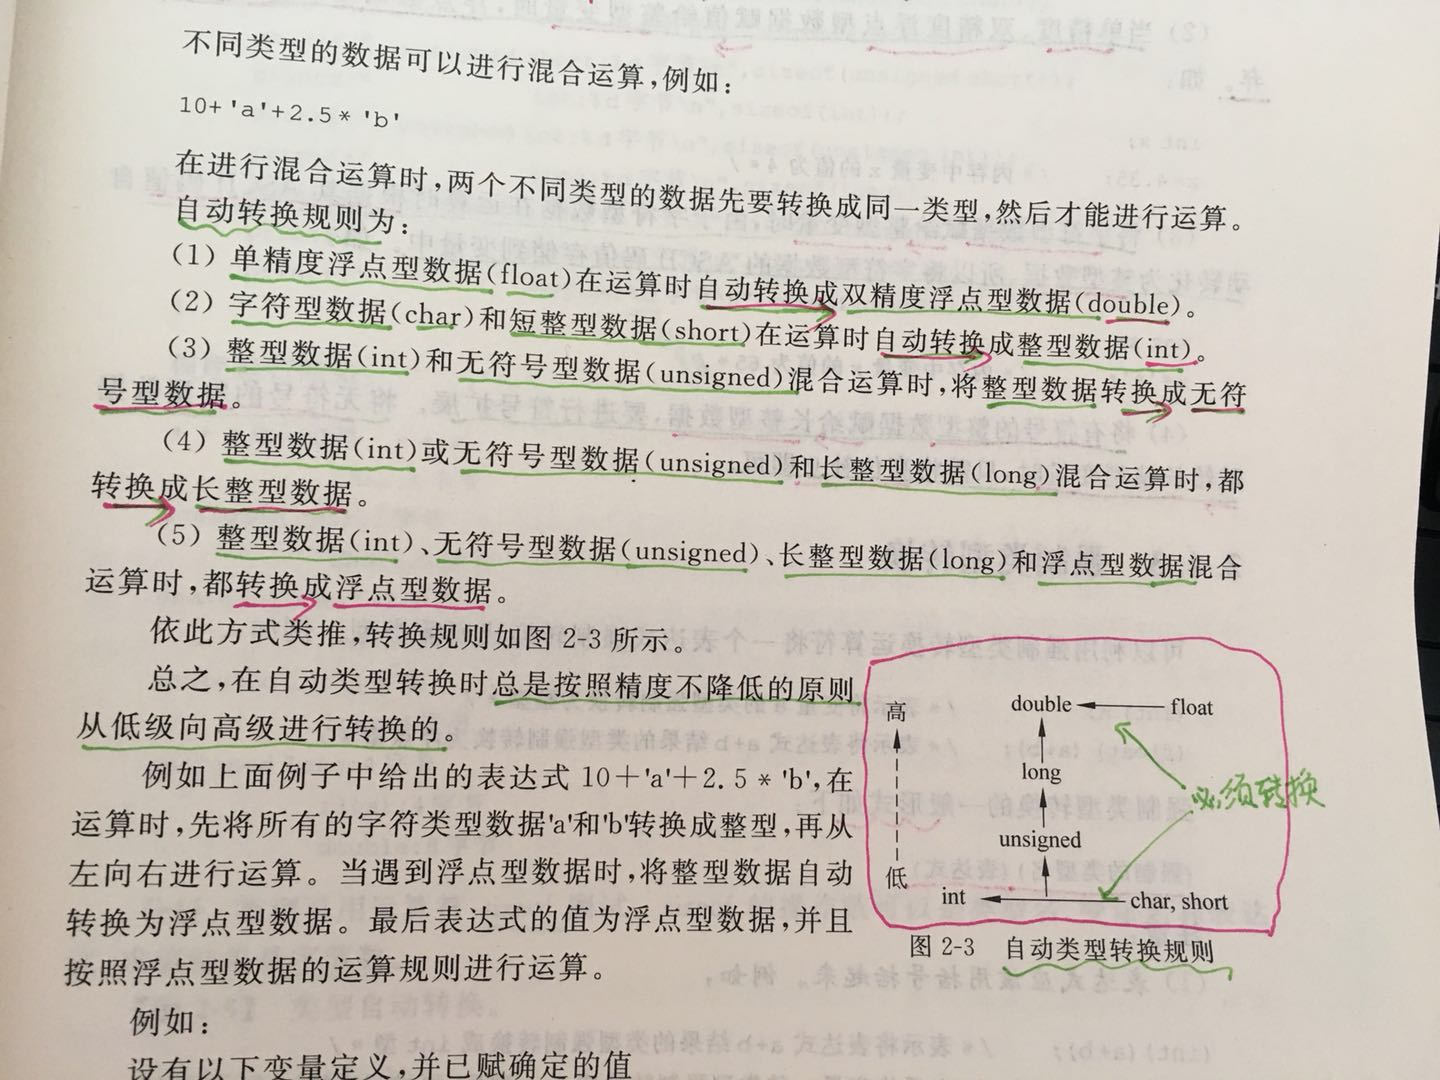 不同类型的数据可以进行混合运算,例如:
10+'a'+2.5*'b'
在进行混合运算时,两个不同类型的数据先要转换成同一类型,然后才能进行运算。
自动转换规则为:
(1) 单精度浮点型数据(float)在运算时自动转换成双精度浮点型数据(double)。
(2) 字符型数据(char)和短整型数据(short)在运算时自动转换成整型数据(int)。
(3) 整型数据(int)和无符号型数据(unsigned)混合运算时,将整型数据转换成无符
号型数据。
(4) 整型数据(int)或无符号型数据(unsigned)和长整型数据(long)混合运算时,都
转换成长整型数据。
(5) 整型数据(int)、无符号型数据(unsigned)、长整型数据(long)和浮点型数据混合
运算时,都转换成浮点型数据。
依此方式类推,转换规则如图 2-3 所示。
总之,在自动类型转换时总是按照精度不降低的原则
从低级向高级进行转换的。
例如上面例子中给出的表达式 10+'a'+2.5*'b',在
运算时,先将所有的字符类型数据'a'和'b'转换成整型,再从
左向右进行运算。当遇到浮点型数据时,将整型数据自动
转换为浮点型数据。最后表达式的值为浮点型数据,并且
按照浮点型数据的运算规则进行运算。
例如:
设有以下变量定义,并已赋确定的值
高 double float
long
必须转换
unsigned
低
int char, short
图 2-3 自动类型转换规则